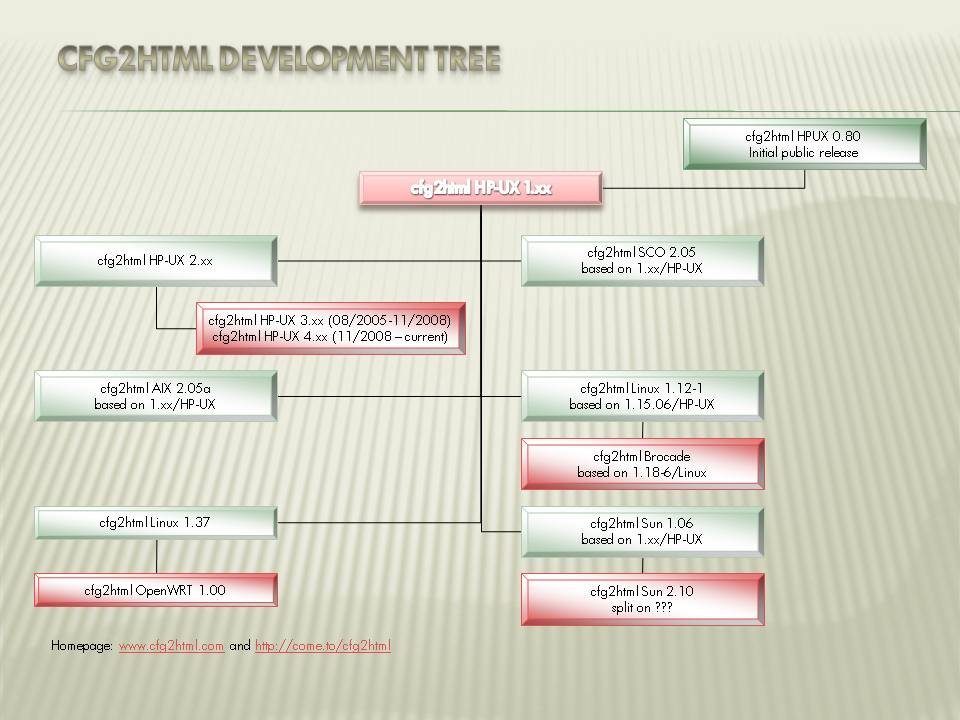 CFG2HTML DEVELOPMENT TREE
cfg2html HPUX 0.80
Initial public release
cfg2html HP-UX 1.xx
cfg2html HP-UX 2.xx
cfg2html SCO 2.05
based on 1.xx/HP-UX
cfg2html HP-UX 3.xx (08/2005-11/2008)
cfg2html HP-UX 4.xx (11/2008 – current)
cfg2html AIX 2.05a
based on 1.xx/HP-UX
cfg2html Linux 1.12-1
based on 1.15.06/HP-UX
cfg2html Brocade
based on 1.18-6/Linux
cfg2html Linux 1.37
cfg2html Sun 1.06
based on 1.xx/HP-UX
cfg2html OpenWRT 1.00
cfg2html Sun 2.10
split on ???
Homepage: www.cfg2html.com and http://come.to/cfg2html